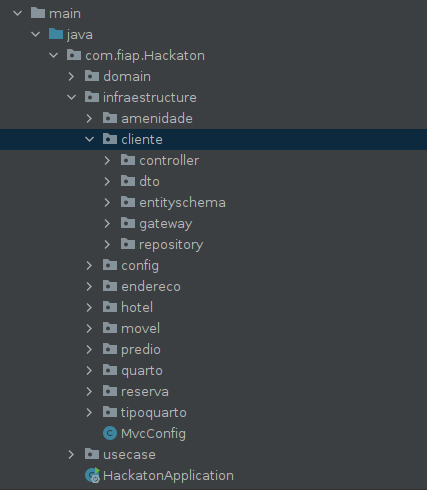 main
java
com.fiap.Hackaton
domain
infraestructure
amenidade
cliente
controller
dto
entityschema
gateway
repository
config
endereco
hotel
movel
predio
quarto
reserva
tipoquarto
MvcConfig
usecase
HackatonApplication